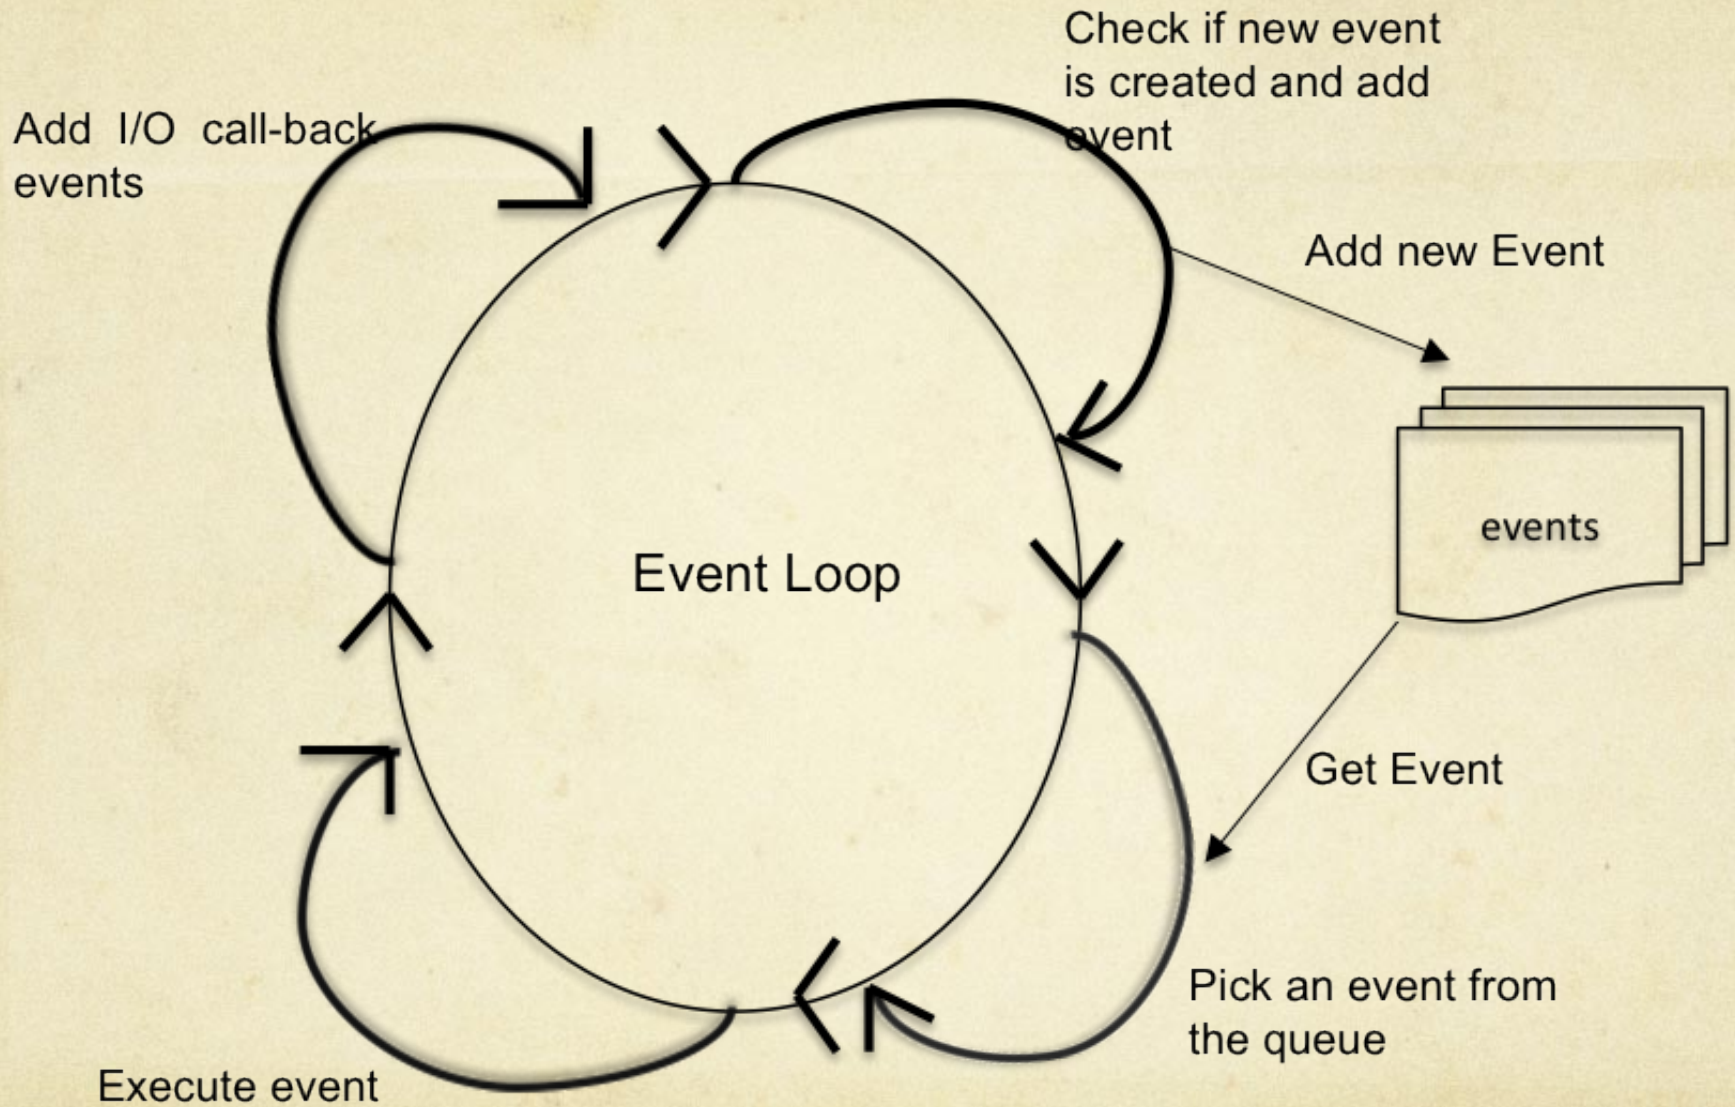 Check if new event
is created and add
event
Add I/O call-back
events
Add new Event
events
Event Loop
Get Event
Pick an event from
the queue
Execute event